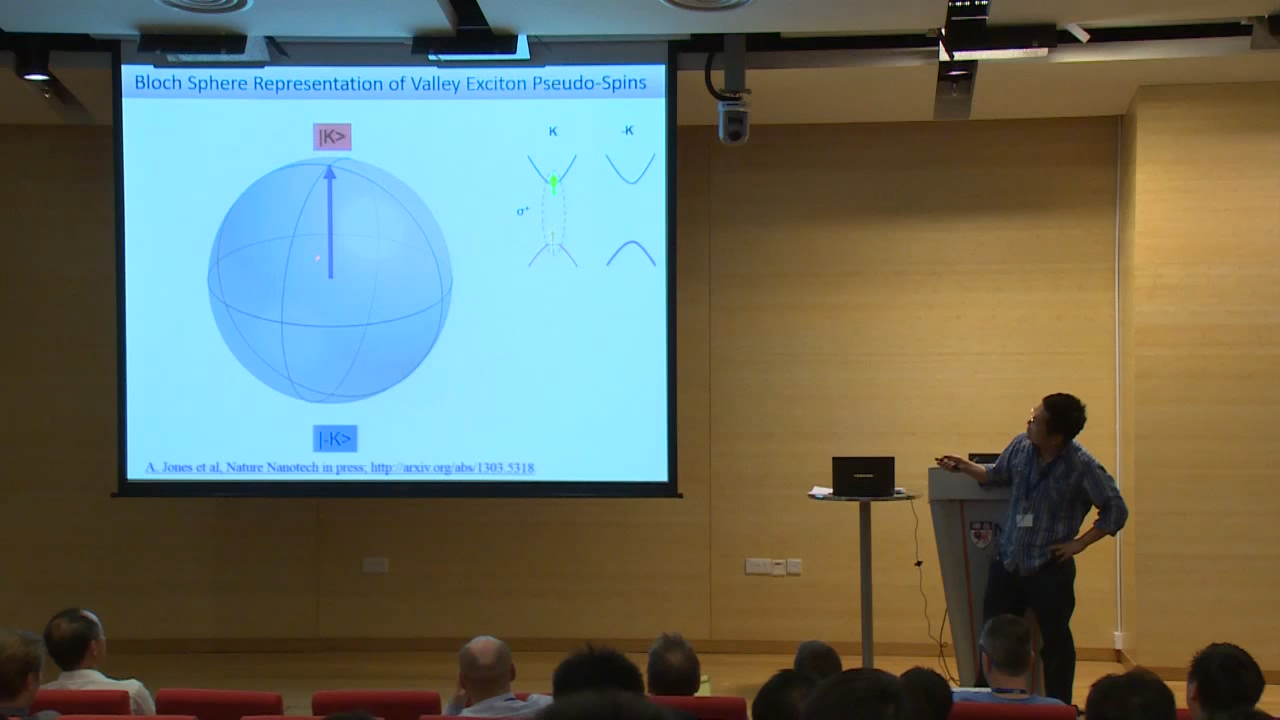 Bloch Sphere Representation of Valley Exciton Pseudo-Spins
|K>
K
-K
σ+
|-K>
A. Jones et al, Nature Nanotech in press; http://arxiv.org/abs/1303.5318